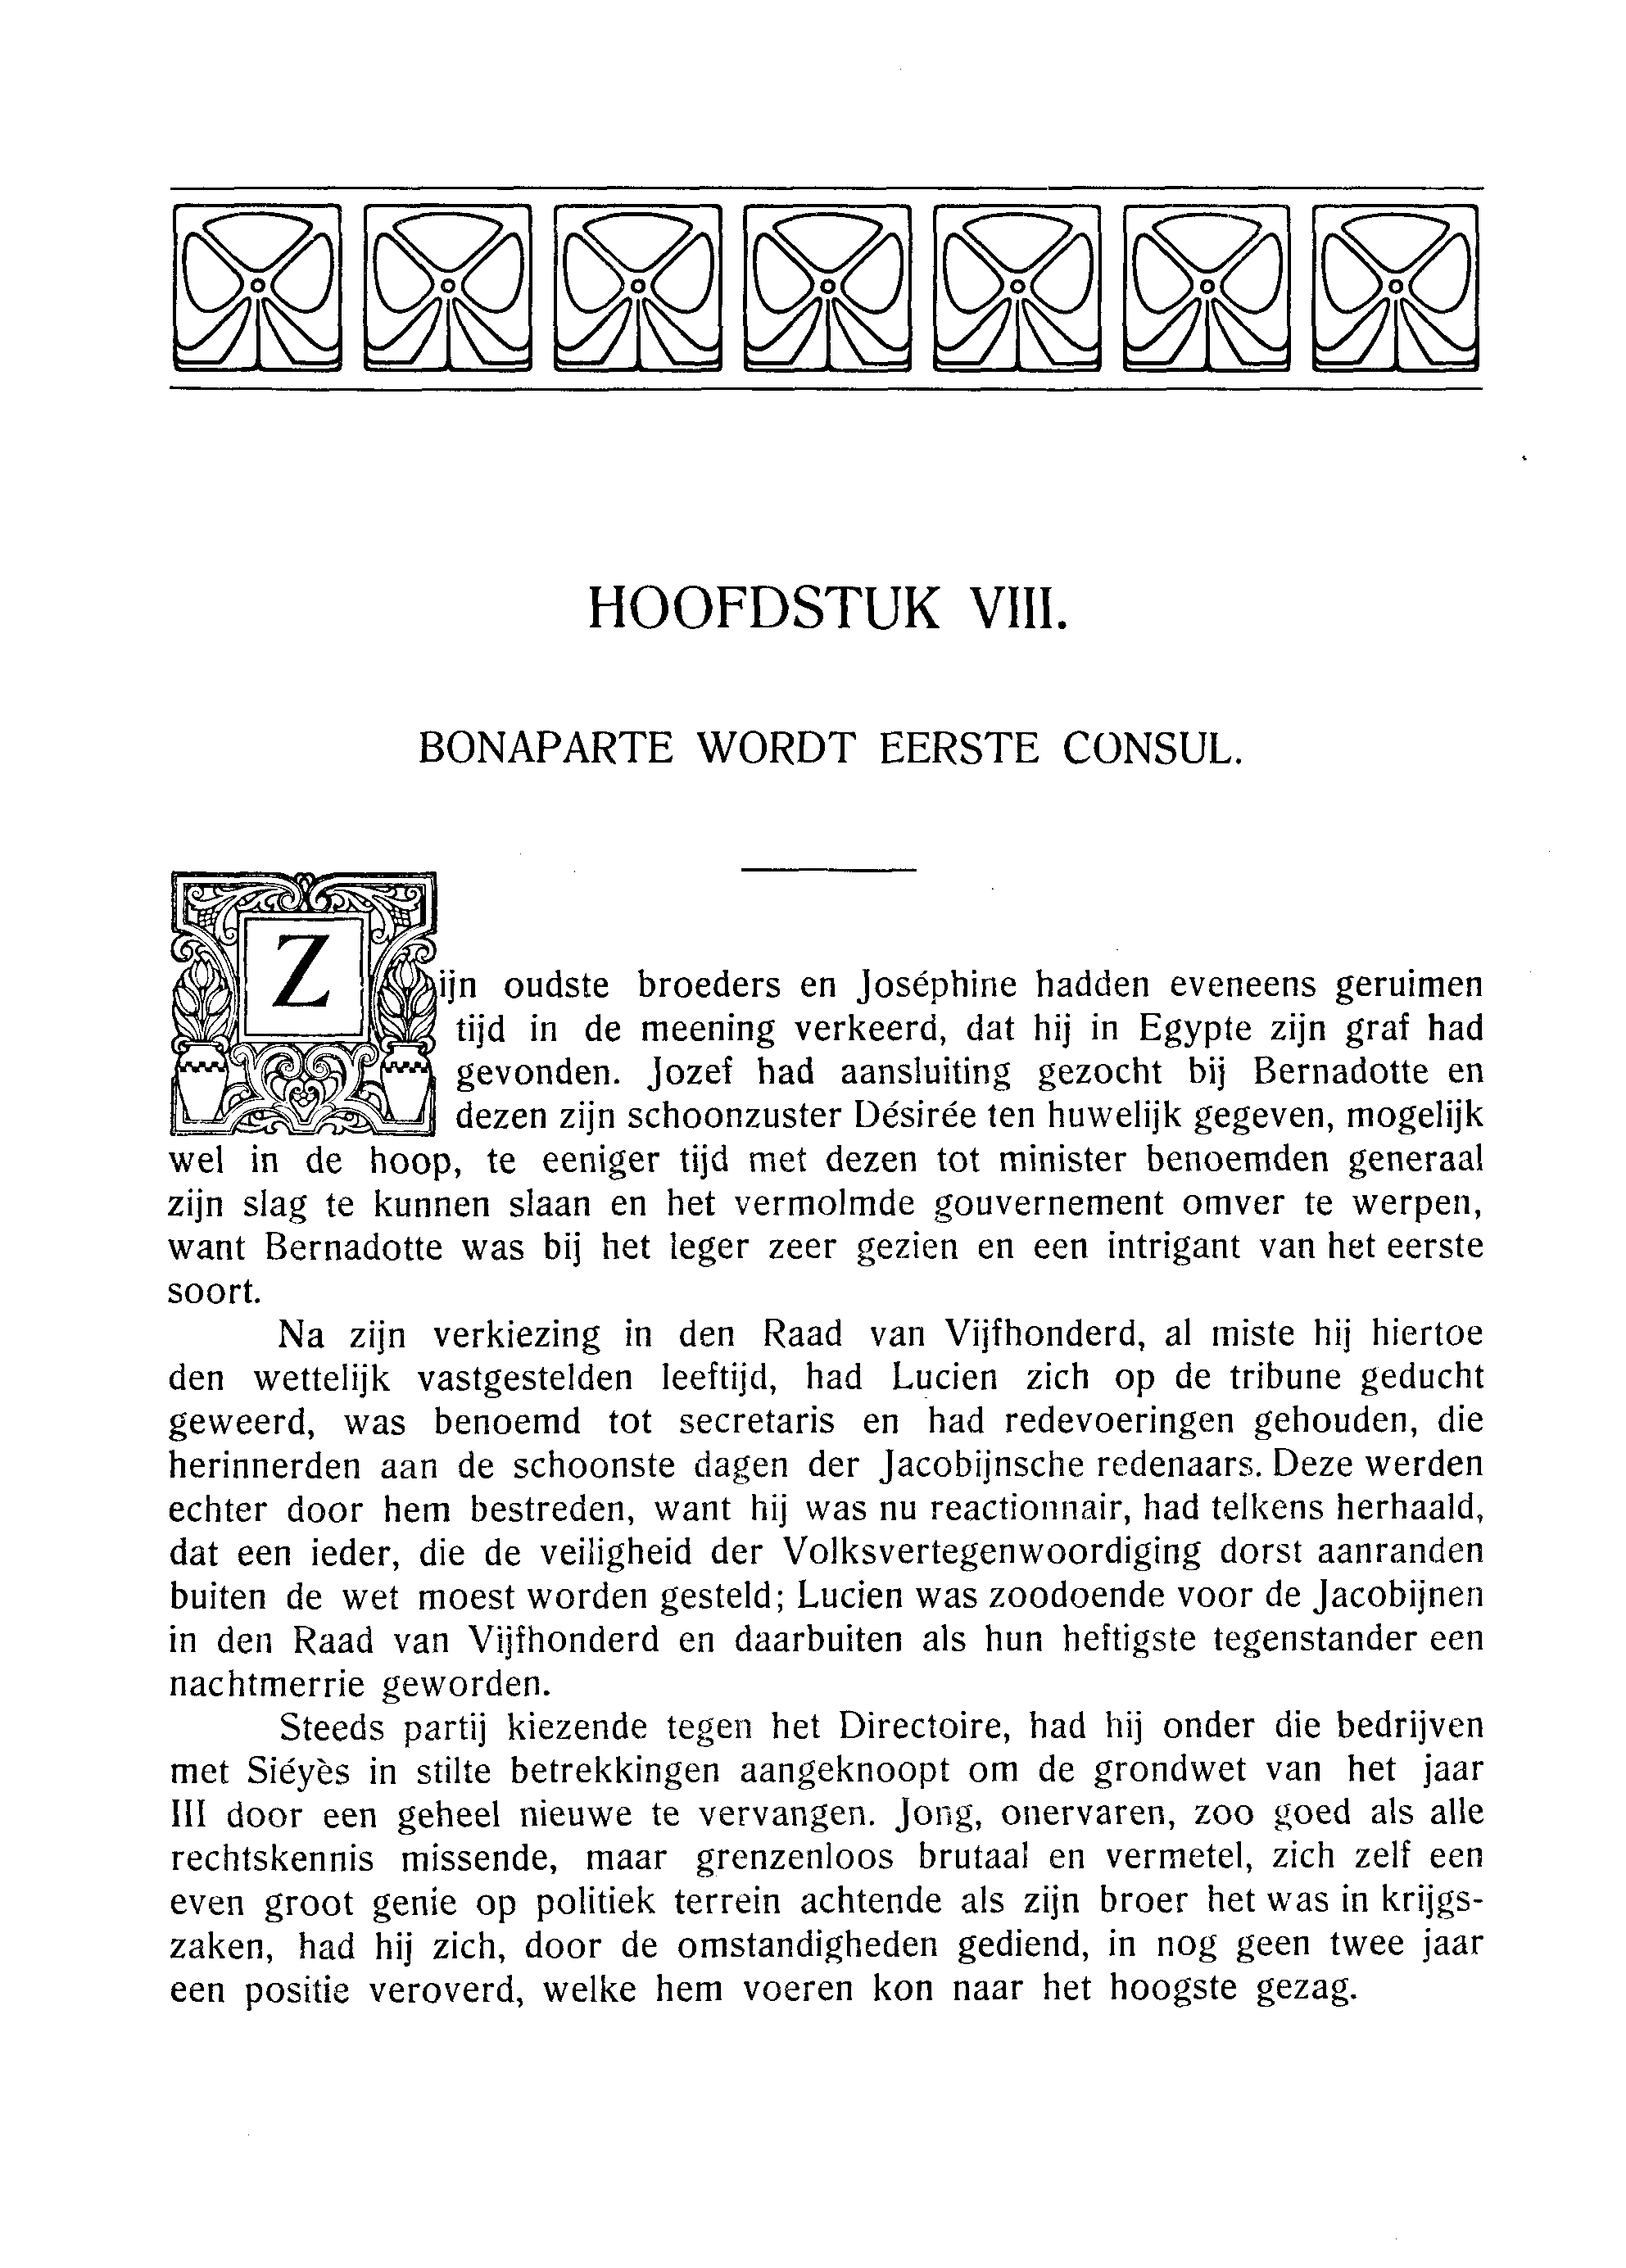 HOOFDSTUK VIII.
BONAPARTE WORDT EERSTE CONSUL.
Zijn oudste broeders en Joséphine hadden eveneens geruimen
tijd in de meening verkeerd, dat hij in Egypte zijn graf had
gevonden. Jozef had aansluiting gezocht bij Bernadotte en
dezen zijn schoonzuster Désirée ten huwelijk gegeven, mogelijk
wel in de hoop, te eeniger tijd met dezen tot minister benoemden generaal
zijn slag te kunnen slaan en het vermolmde gouvernement omver te werpen,
want Bernadotte was bij het leger zeer gezien en een intrigant van het eerste
soort.
Na zijn verkiezing in den Raad van Vijfhonderd, al miste hij hiertoe
den wettelijk vastgestelden leeftijd, had Lucien zich op de tribune geducht
geweerd, was benoemd tot secretaris en had redevoeringen gehouden, die
herinnerden aan de schoonste dagen der Jacobijnsche redenaars. Deze werden
echter door hem bestreden, want hij was nu reactionnair, had telkens herhaald,
dat een ieder, die de veiligheid der Volksvertegenwoordiging dorst aanranden
buiten de wet moest worden gesteld; Lucien was zoodoende voor de Jacobijnen
in den Raad van Vijfhonderd en daarbuiten als hun heftigste tegenstander een
nachtmerrie geworden.
Steeds partij kiezende tegen het Directoire, had hij onder die bedrijven
met Siéyès in stilte betrekkingen aangeknoopt om de grondwet van het jaar
III door een geheel nieuwe te vervangen. Jong, onervaren, zoo goed als alle
rechtskennis missende, maar grenzenloos brutaal en vermetel, zich zelf een
even groot genie op politiek terrein achtende als zijn broer het was in krijgs-
zaken, had hij zich, door de omstandigheden gediend, in nog geen twee jaar
een positie veroverd, welke hem voeren kon naar het hoogste gezag.